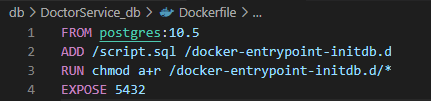 db > DoctorService_db > Dockerfile > ...
1 FROM postgres:10.5
2 ADD /script.sql /docker-entrypoint-initdb.d
3 RUN chmod a+r /docker-entrypoint-initdb.d/*
4 EXPOSE 5432